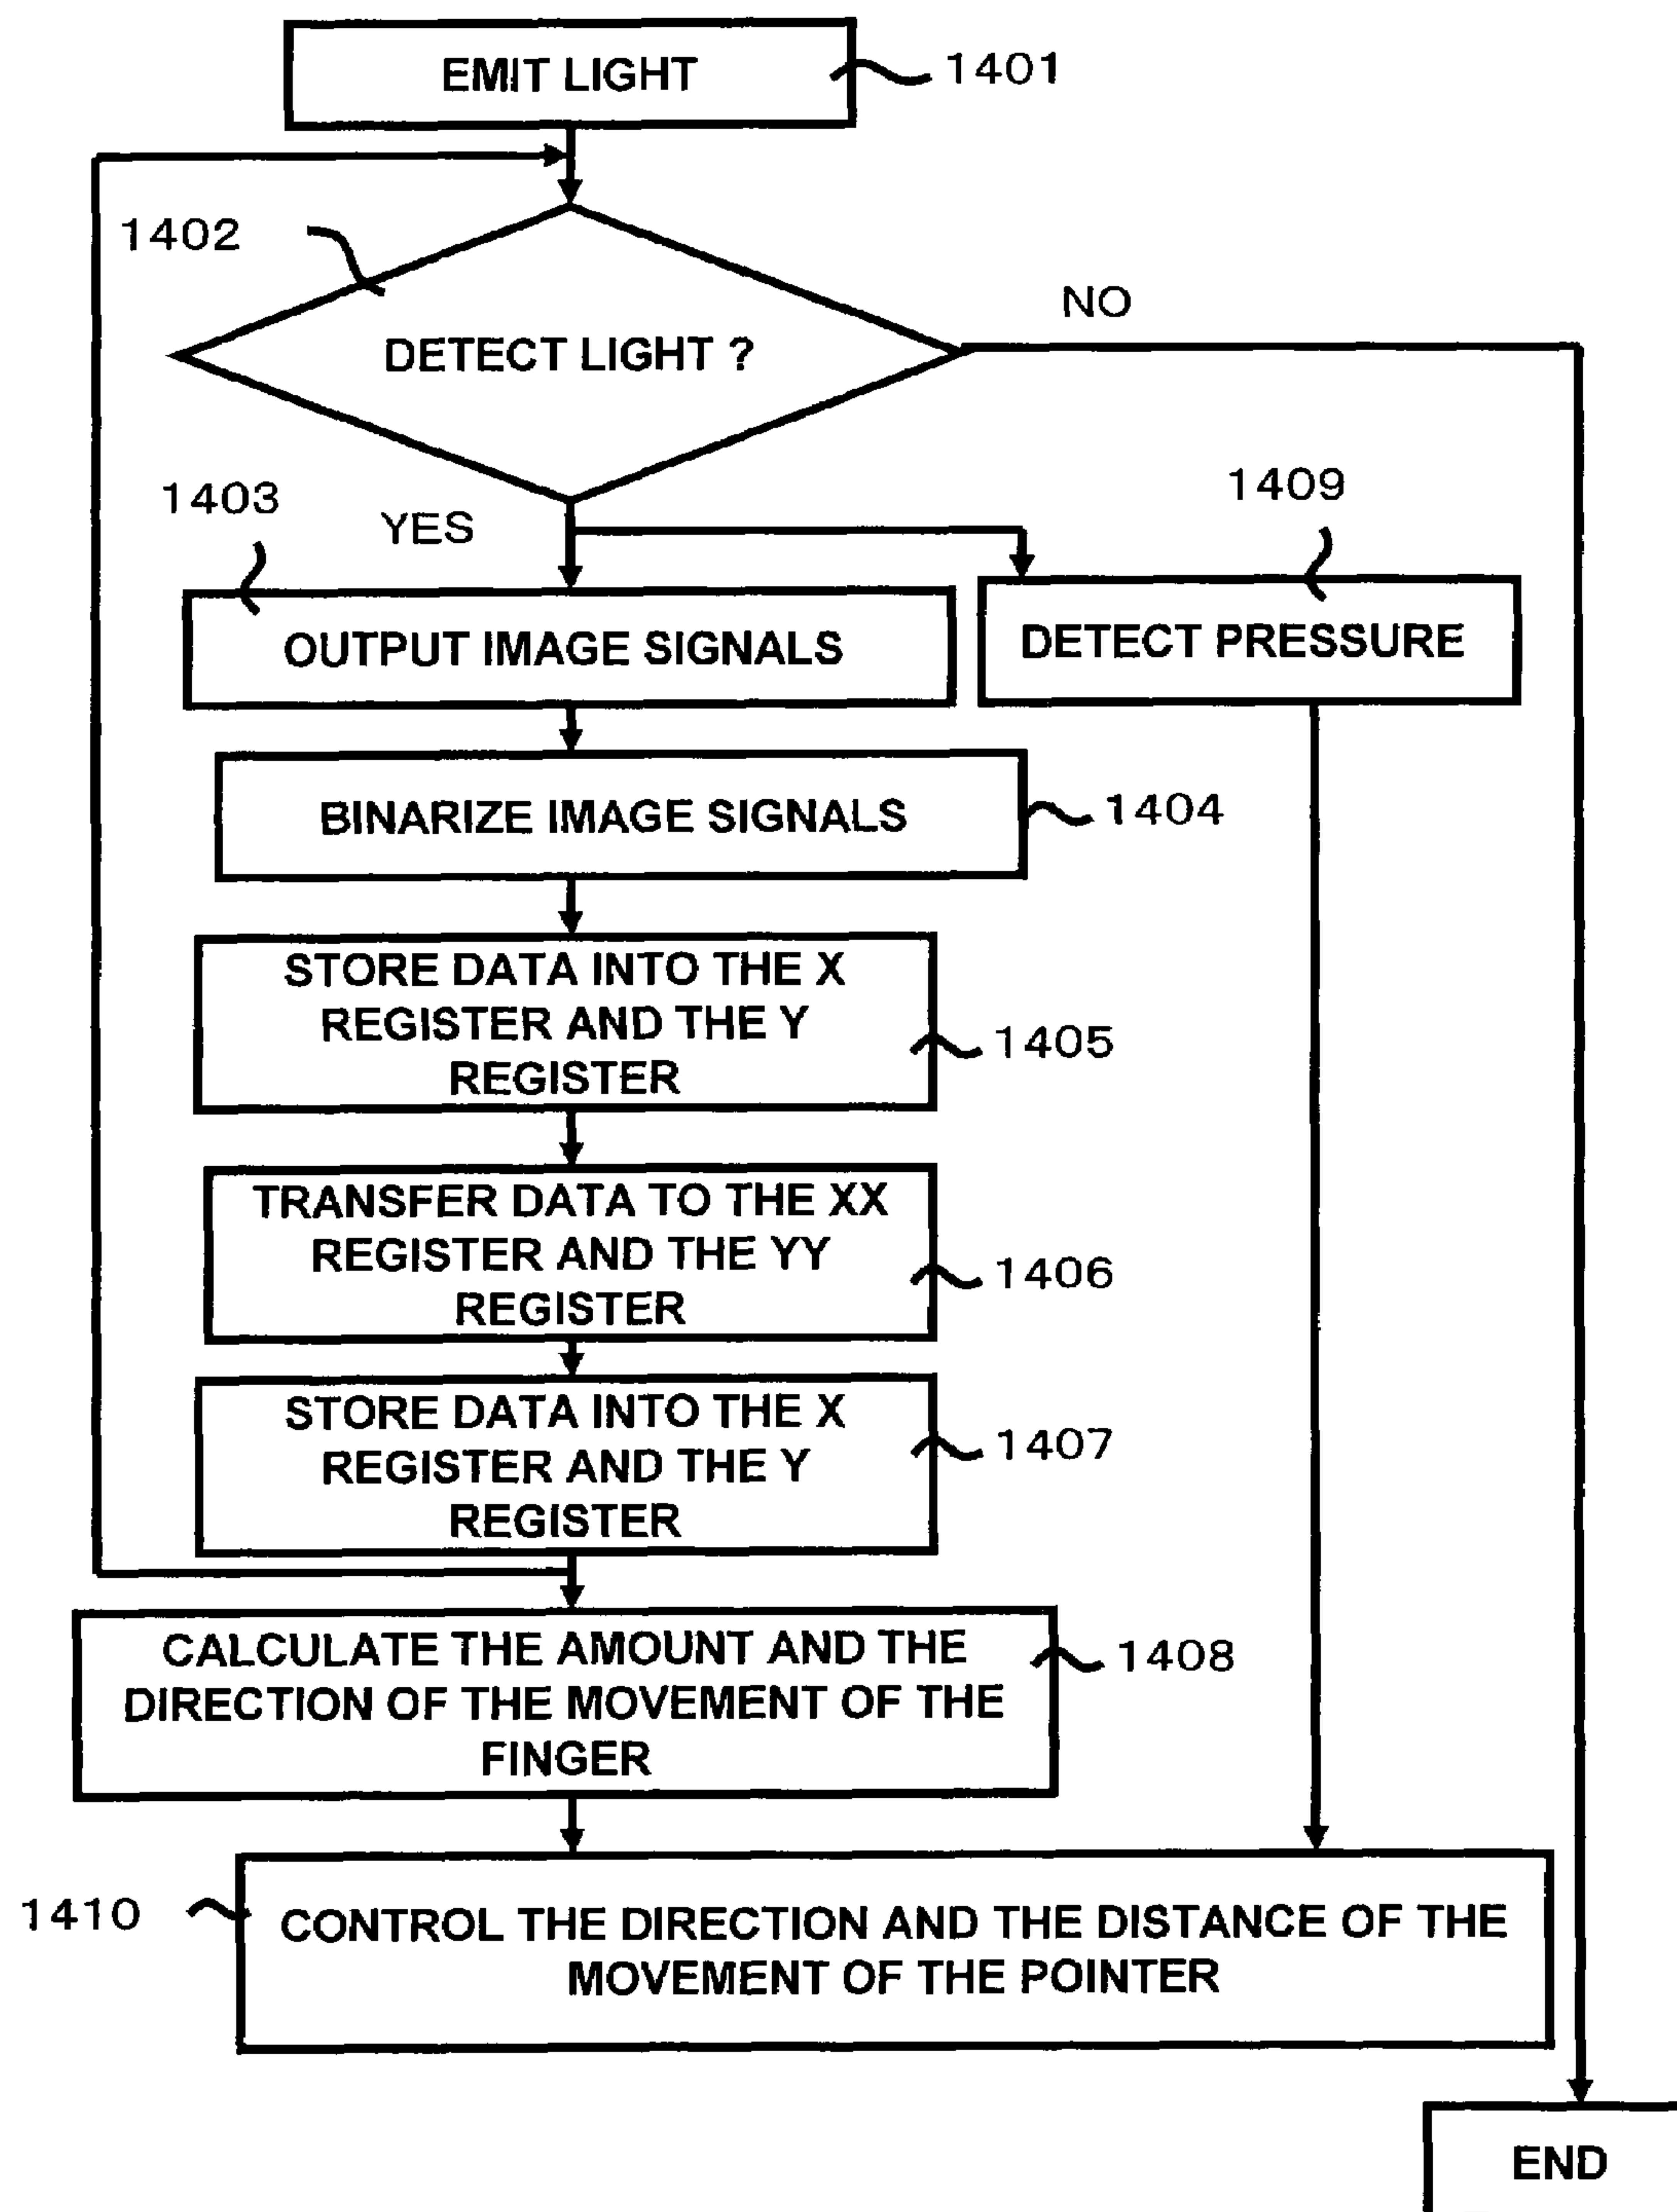 EMIT LIGHT
1401
1402
NO
DETECT LIGHT ?
1403
YES
1409
OUTPUT IMAGE SIGNALS
DETECT PRESSURE
BINARIZE IMAGE SIGNALS
1404
STORE DATA INTO THE X
REGISTER AND THE Y
REGISTER
1405
TRANSFER DATA TO THE XX
REGISTER AND THE YY
REGISTER
1406
STORE DATA INTO THE X
REGISTER AND THE Y
REGISTER
1407
CALCULATE THE AMOUNT AND THE
DIRECTION OF THE MOVEMENT OF THE
FINGER
1408
1410
CONTROL THE DIRECTION AND THE DISTANCE OF THE
MOVEMENT OF THE POINTER
END